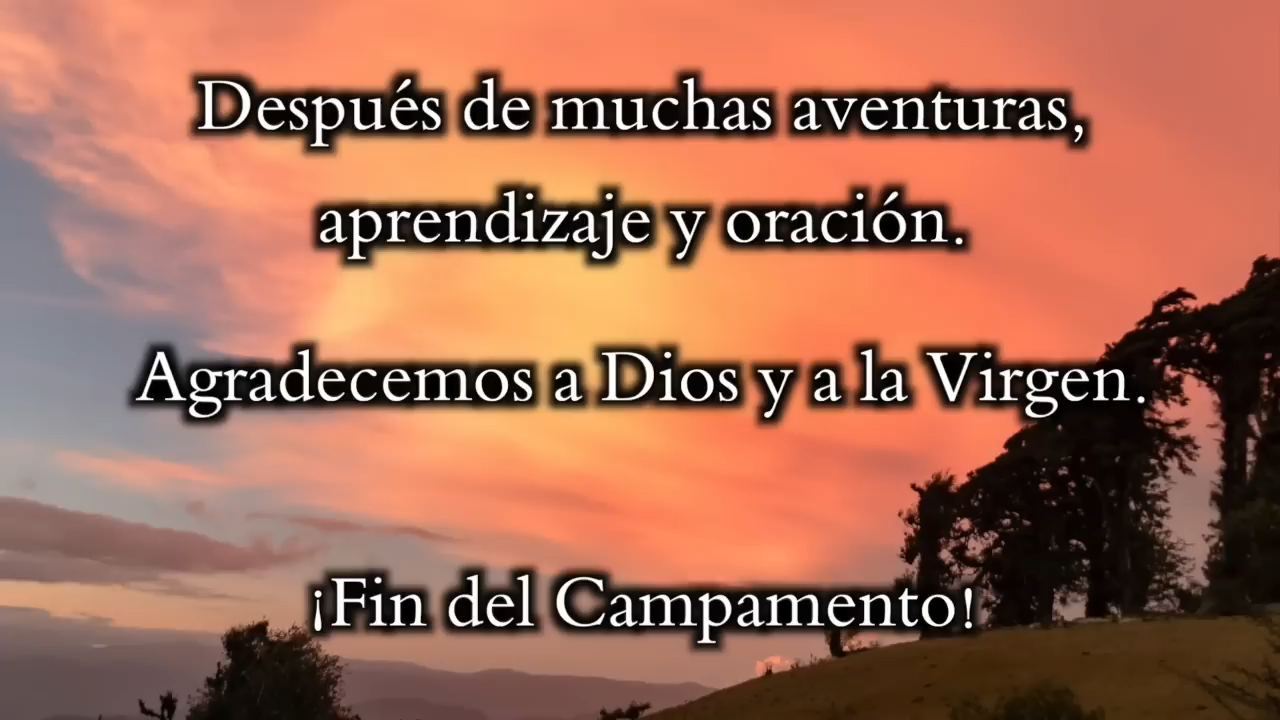 Después de muchas aventuras,
aprendizaje y oración.
Agradecemos a Dios y a la Virgen.
¡Fin del Campamento!